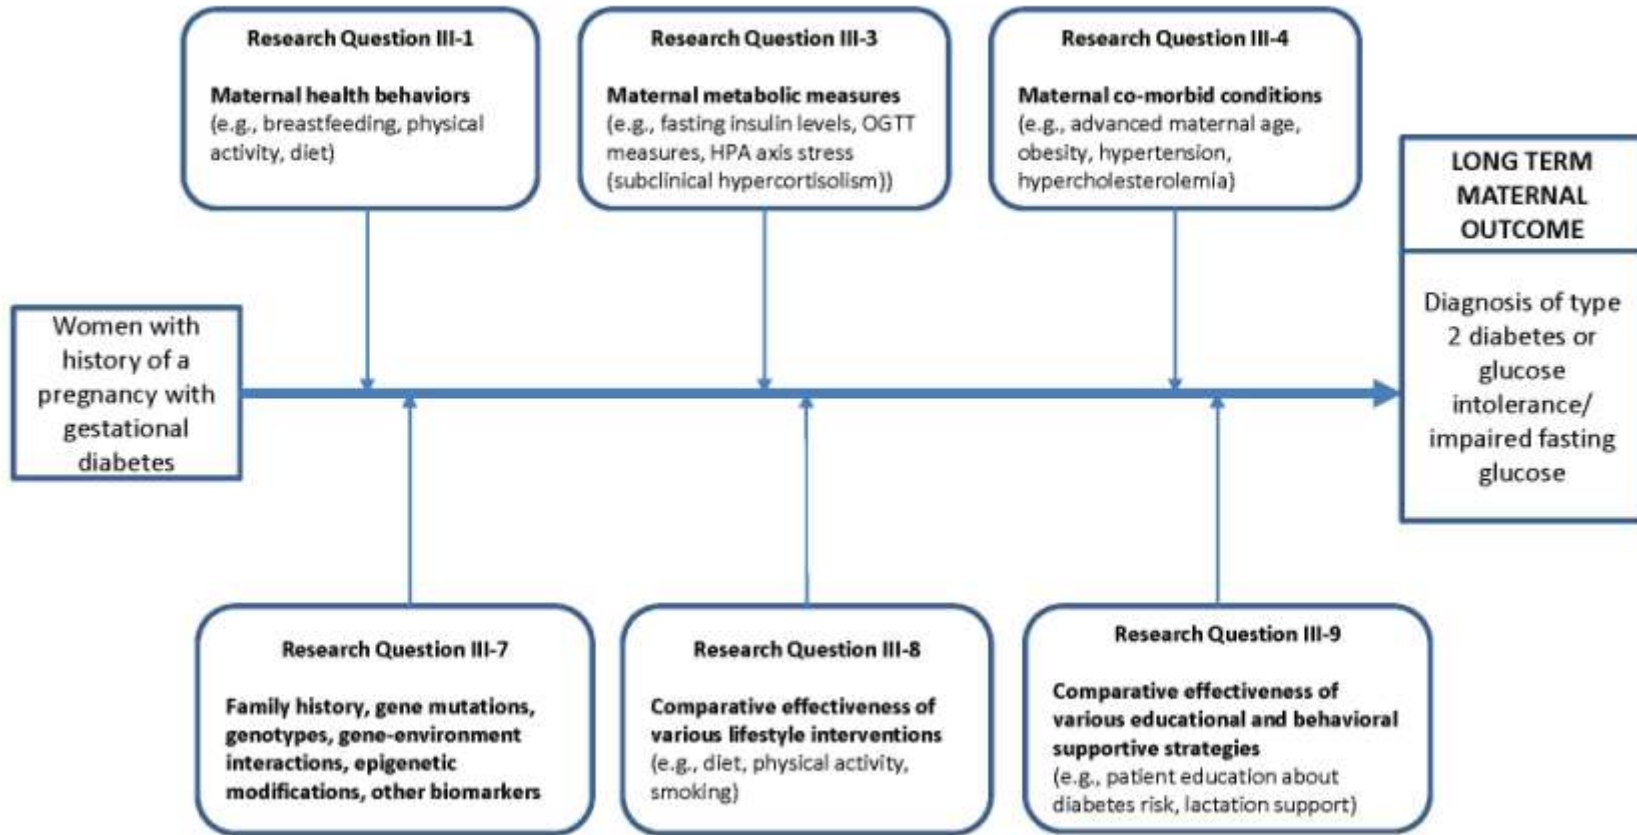 Research Question III-1
Maternal health behaviors
(e.g., breastfeeding, physical
activity, diet)
Research Question III-3
Maternal metabolic measures
(e.g., fasting insulin levels, OGTT
measures, HPA axis stress
(subclinical hypercortisolism))
Research Question III-4
Maternal co-morbid conditions
(e.g., advanced maternal age,
obesity, hypertension,
hypercholesterolemia)
LONG TERM
MATERNAL
OUTCOME
Diagnosis of type
2 diabetes or
glucose
intolerance/
impaired fasting
glucose
Women with
history of a
pregnancy with
gestational
diabetes
Research Question III-7
Family history, gene mutations,
genotypes, gene-environment
interactions, epigenetic
modifications, other biomarkers
Research Question III-8
Comparative effectiveness of
various lifestyle interventions
(e.g., diet, physical activity,
smoking)
Research Question III-9
Comparative effectiveness of
various educational and behavioral
supportive strategies
(e.g., patient education about
diabetes risk, lactation support)